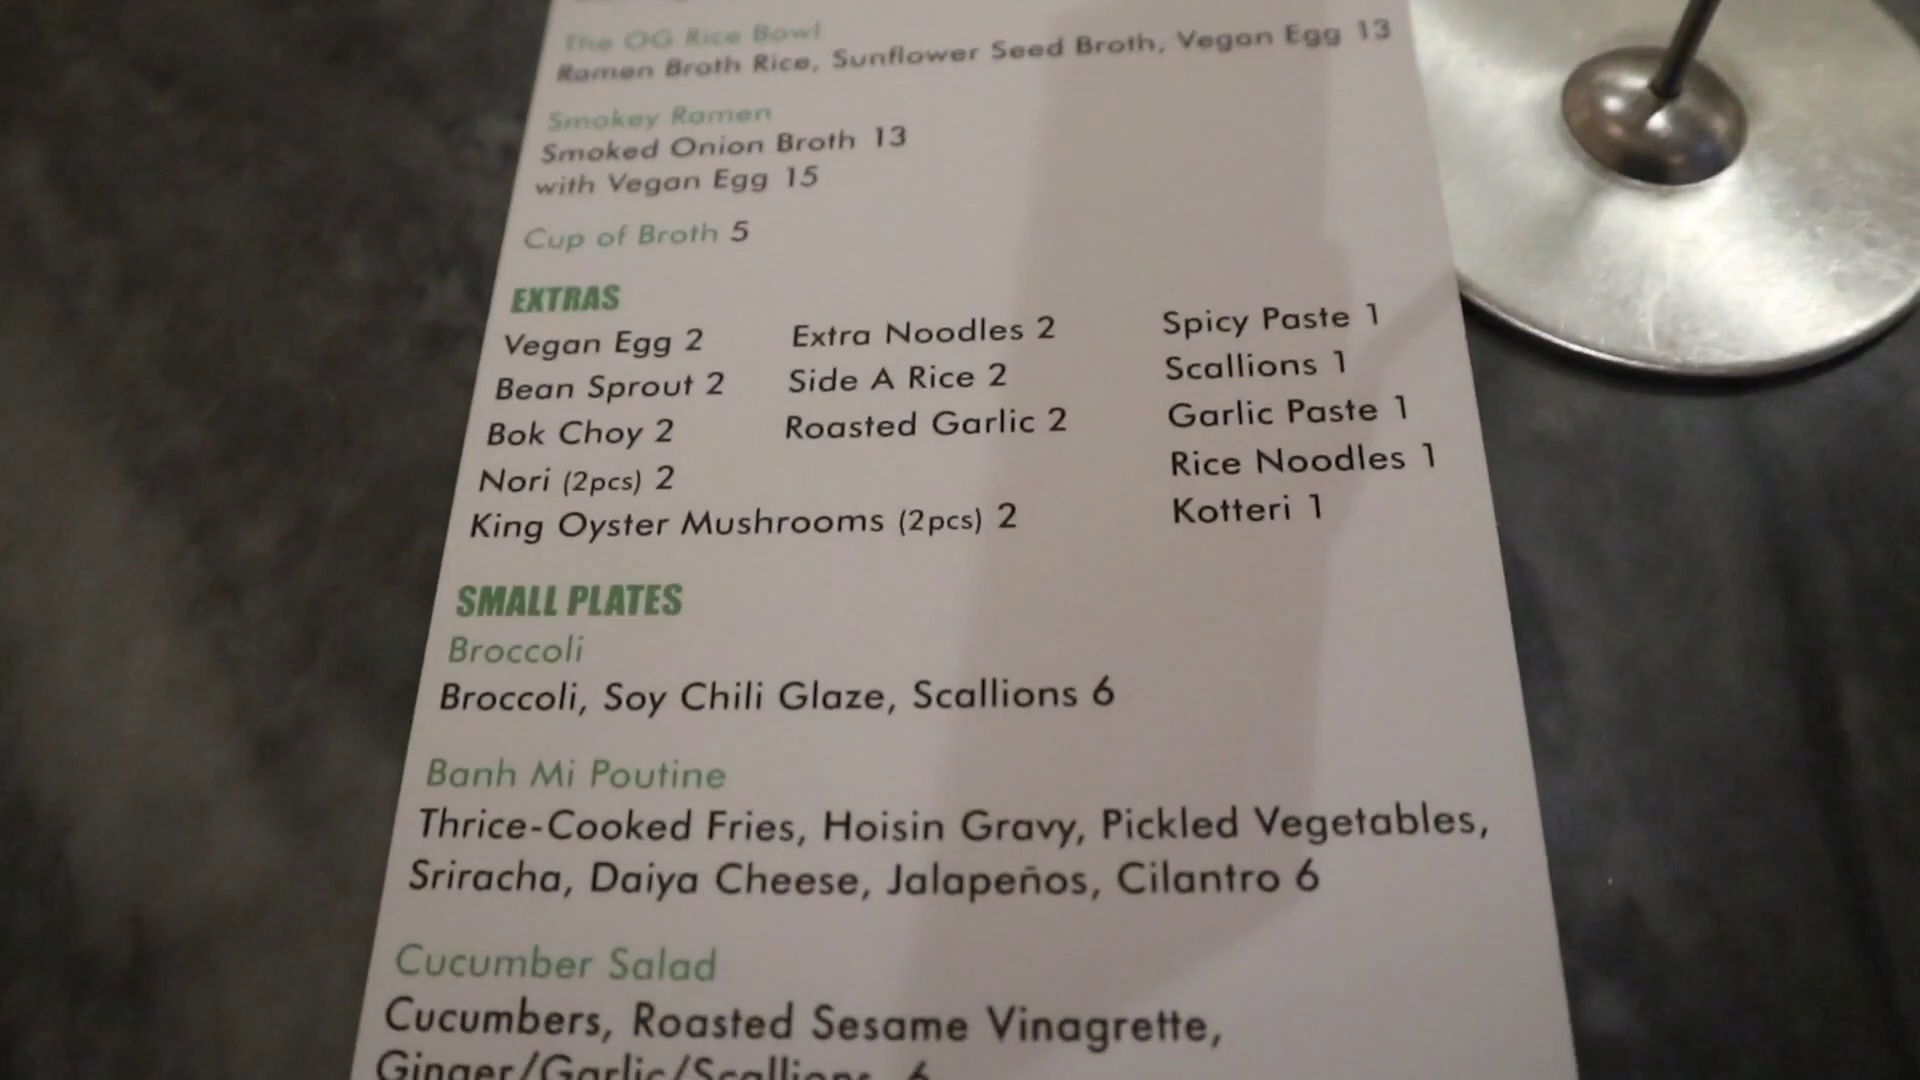 The OG Rice Bowl
Ramen Broth Rice, Sunflower Seed Broth, Vegan Egg 13
Smokey Ramen
Smoked Onion Broth 13
with Vegan Egg 15
Cup of Broth 5
EXTRAS
Vegan Egg 2
Bean Sprout 2
Bok Choy 2
Nori (2pcs) 2
King Oyster Mushrooms (2pcs) 2
Extra Noodles 2
Side A Rice 2
Roasted Garlic 2
Spicy Paste 1
Scallions 1
Garlic Paste 1
Rice Noodles 1
Kotteri 1
SMALL PLATES
Broccoli
Broccoli, Soy Chili Glaze, Scallions 6
Banh Mi Poutine
Thrice-Cooked Fries, Hoisin Gravy, Pickled Vegetables,
Sriracha, Daiya Cheese, Jalapeños, Cilantro 6
Cucumber Salad
Cucumbers, Roasted Sesame Vinagrette,
Ginger/Garlic/Scallions 6